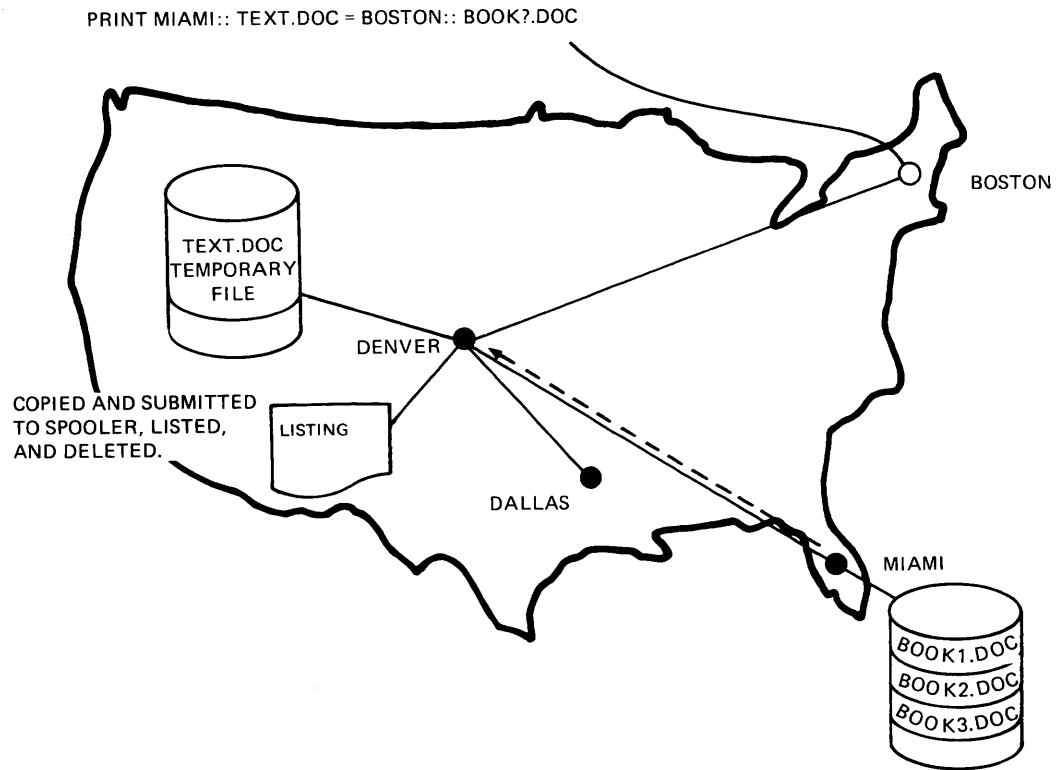 PRINT MIAMI:: TEXT.DOC = BOSTON:: BOOK?.DOC
BOSTON
TEXT.DOC
TEMPORARY
FILE
DENVER
COPIED AND SUBMITTED
TO SPOOLER, LISTED,
AND DELETED.
LISTING
DALLAS
MIAMI
BOOK1.DOC
BOOK2.DOC
BOOK3.DOC